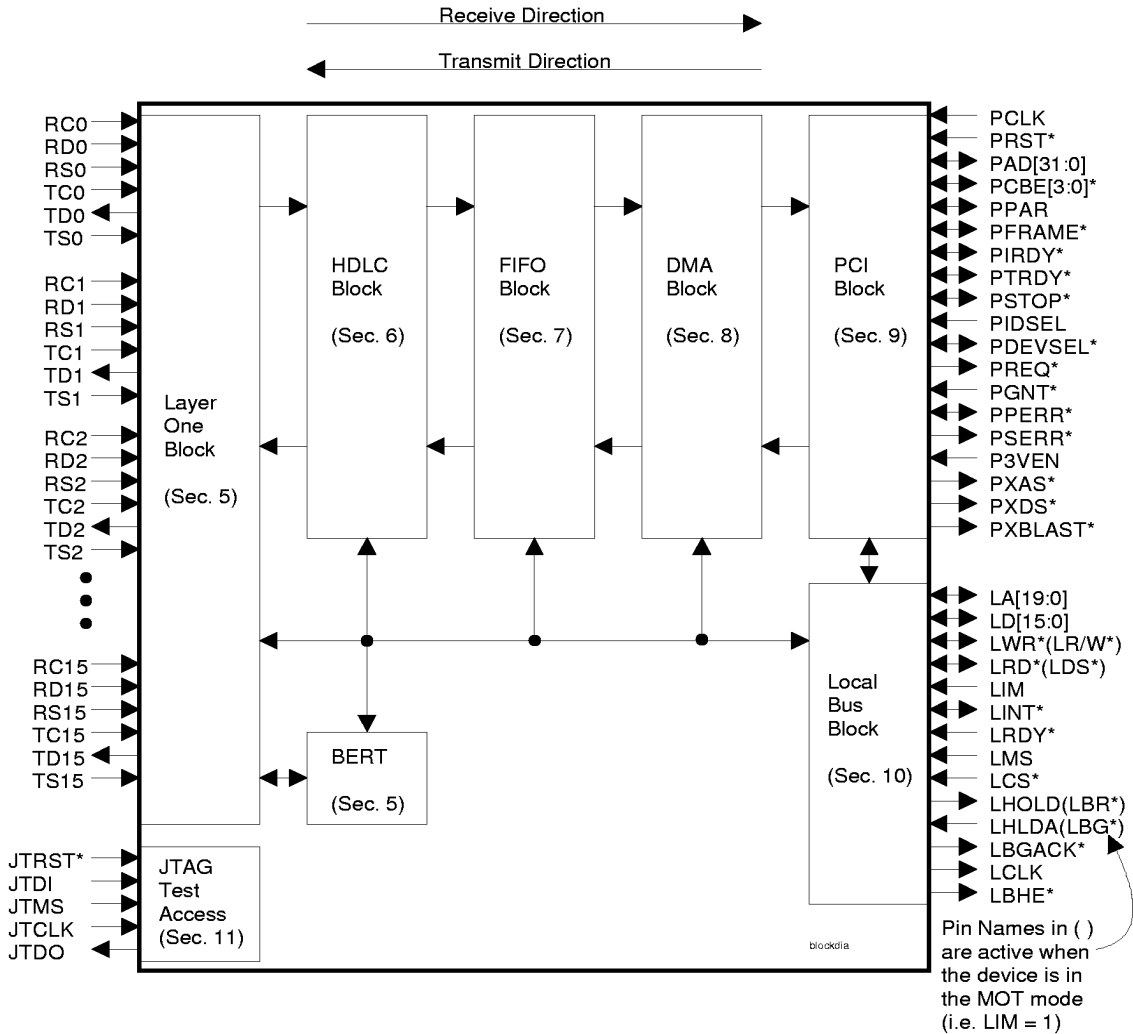 Receive Direction
Transmit Direction
RC0
RD0
RS0
TC0
TD0
TS0
RC1
RD1
RS1
TC1
TD1
TS1
RC2
RD2
RS2
TC2
TD2
TS2
RC15
RD15
RS15
TC15
TD15
TS15
JTRST*
JTDI
JTMS
JTCLK
JTDO
Layer
One
Block
(Sec. 5)
HDLC
Block
(Sec. 6)
FIFO
Block
(Sec. 7)
DMA
Block
(Sec. 8)
PCI
Block
(Sec. 9)
BERT
(Sec. 5)
Local
Bus
Block
(Sec. 10)
JTAG
Test
Access
(Sec. 11)
blockdia
PCLK
PRST*
PAD[31:0]
PCBE[3:0]*
PPAR
PFRAME*
PIRDY*
PTRDY*
PSTOP*
PIDSEL
PDEVSEL*
PREQ*
PGNT*
PPERR*
PSERR*
P3VEN
PXAS*
PXDS*
PXBLAST*
LA[19:0]
LD[15:0]
LWR*(LR/W*)
LRD*(LDS*)
LIM
LINT*
LRDY*
LMS
LCS*
LHOLD(LBR*)
LHLDA(LBG*)
LBGACK*
LCLK
LBHE*
Pin Names in ( )
are active when
the device is in
the MOT mode
(i.e. LIM = 1)